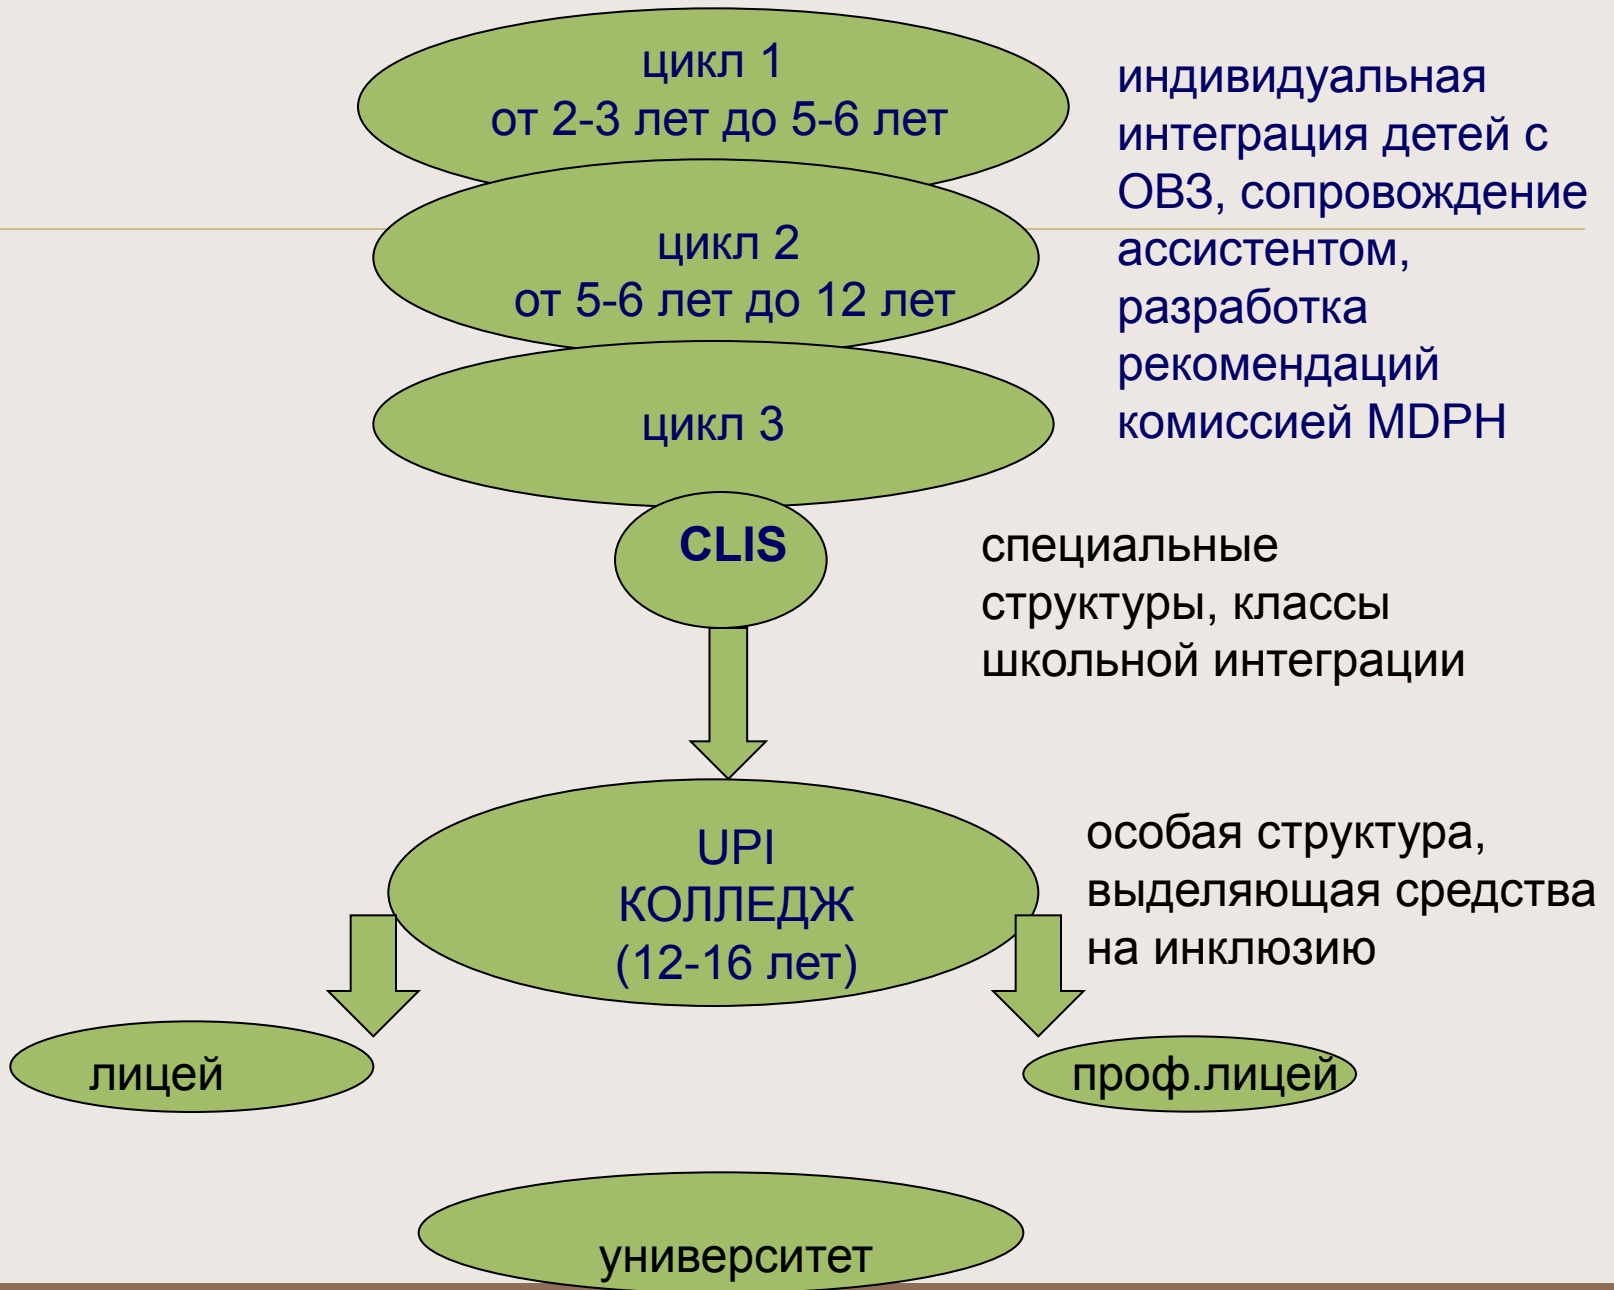 цикл 1
от 2-3 лет до 5-6 лет
индивидуальная
интеграция детей с
ОВЗ, сопровождение
ассистентом,
разработка
рекомендаций
комиссией MDPH
цикл 2
от 5-6 лет до 12 лет
цикл 3
CLIS
специальные
структуры, классы
школьной интеграции
UPI
КОЛЛЕДЖ
(12-16 лет)
особая структура,
выделяющая средства
на инклюзию
лицей
проф.лицей
университет